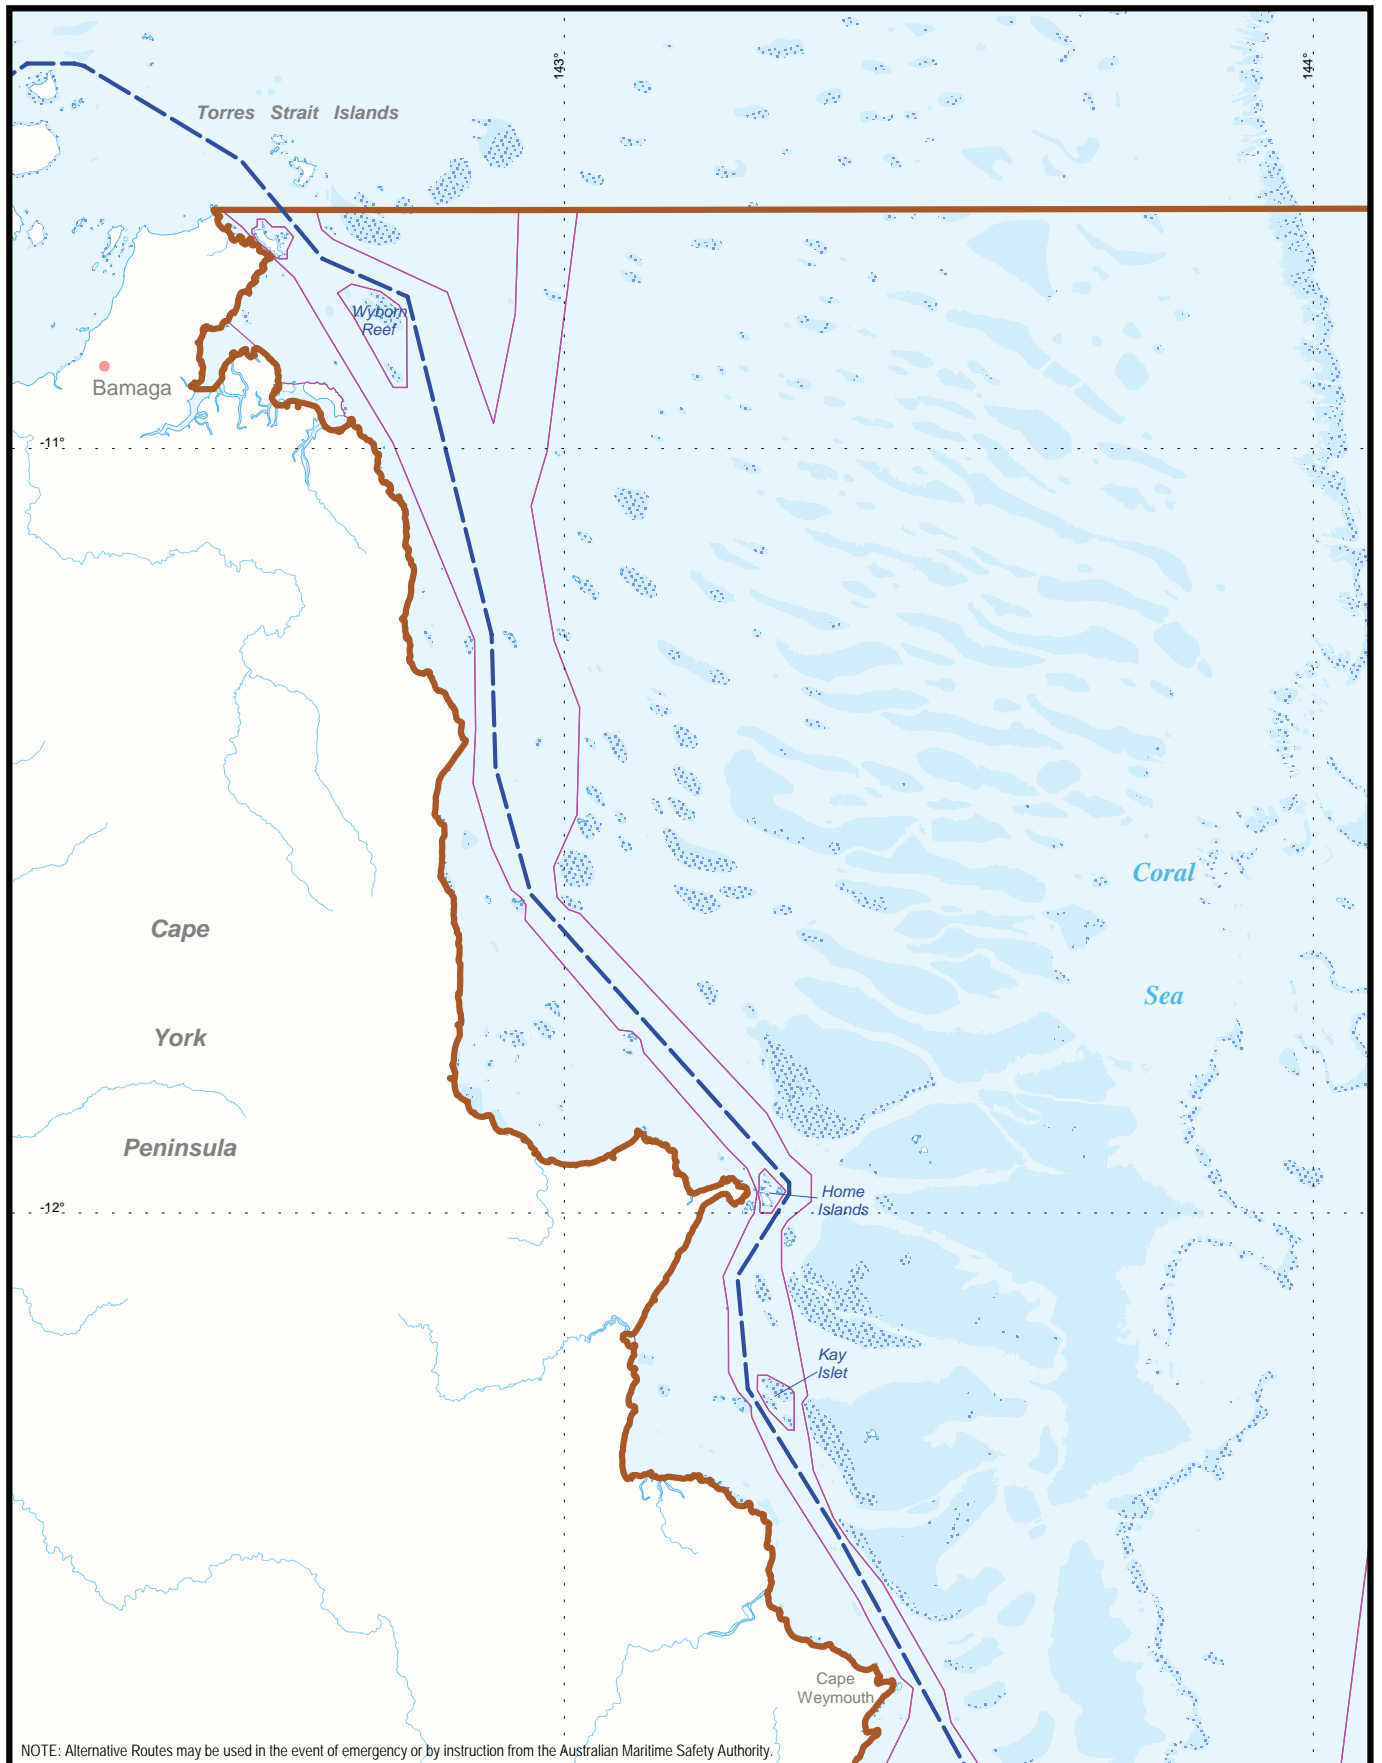 143°
144°
Torres Strait Islands
Wyborn
Reef
Bamaga
-11°
Coral
Cape
Sea
York
Peninsula
Home
Islands
-12°
Kay
Islet
Cape
Weymouth
NOTE: Alternative Routes may be used in the event of emergency or by instruction from the Australian Maritime Safety Authority.